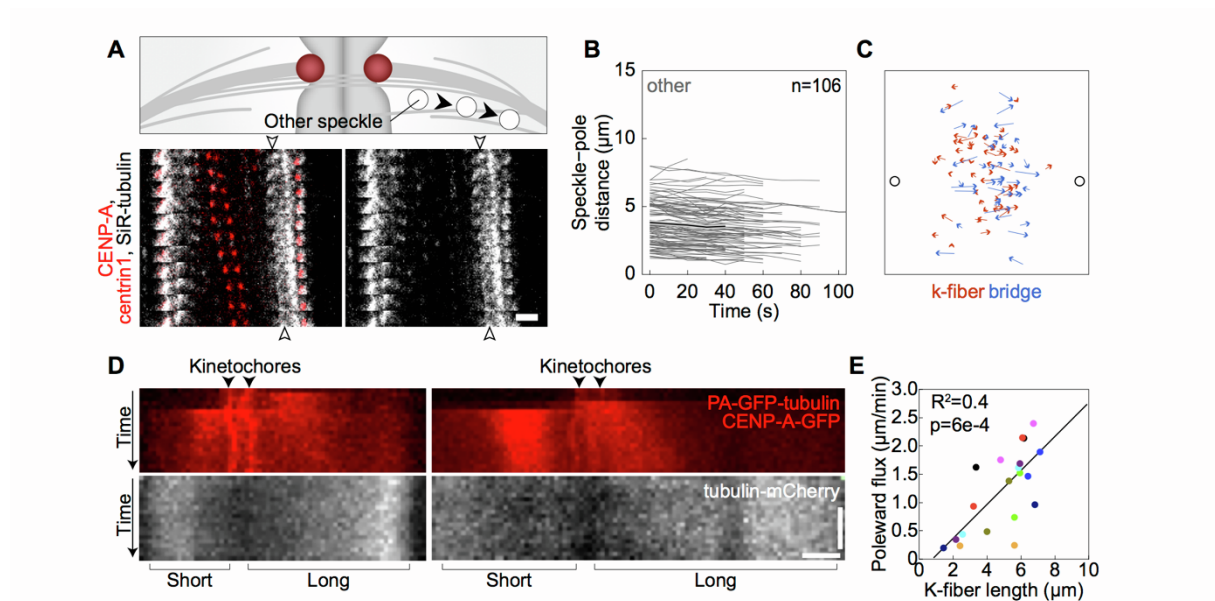 A
Other speckle
CENP-A,
centrin1, SiR-tubulin
B
other
n=106
15
10
5
0
Speckle-pole
distance (μm)
0 20 40 60 80 100
Time (s)
C
k-fiber bridge
D
Kinetochores
Kinetochores
Time
PA-GFP-tubulin
CENP-A-GFP
Time
tubulin-mCherry
Short
Long
Short
Long
E
R²=0.4
p=6e-4
3.0
2.5
2.0
1.5
1.0
0.5
0
Poleward flux (μm/min)
0 2 4 6 8 10
K-fiber length (μm)